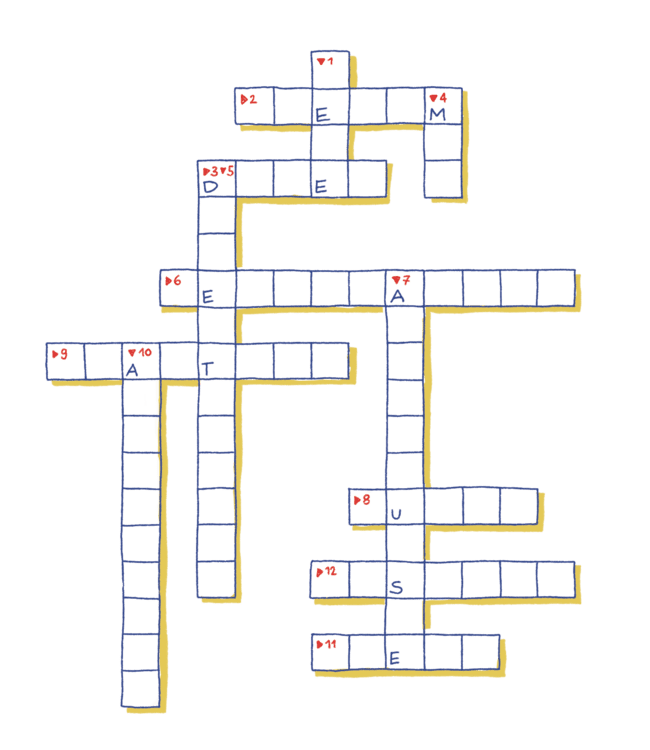 ▼1
▶2 ▼4
E M
▶3▼5
D E
▶6 ▼7
E A
▶9 ▼10
A T
▶8
U
▶12
S
▶11
E